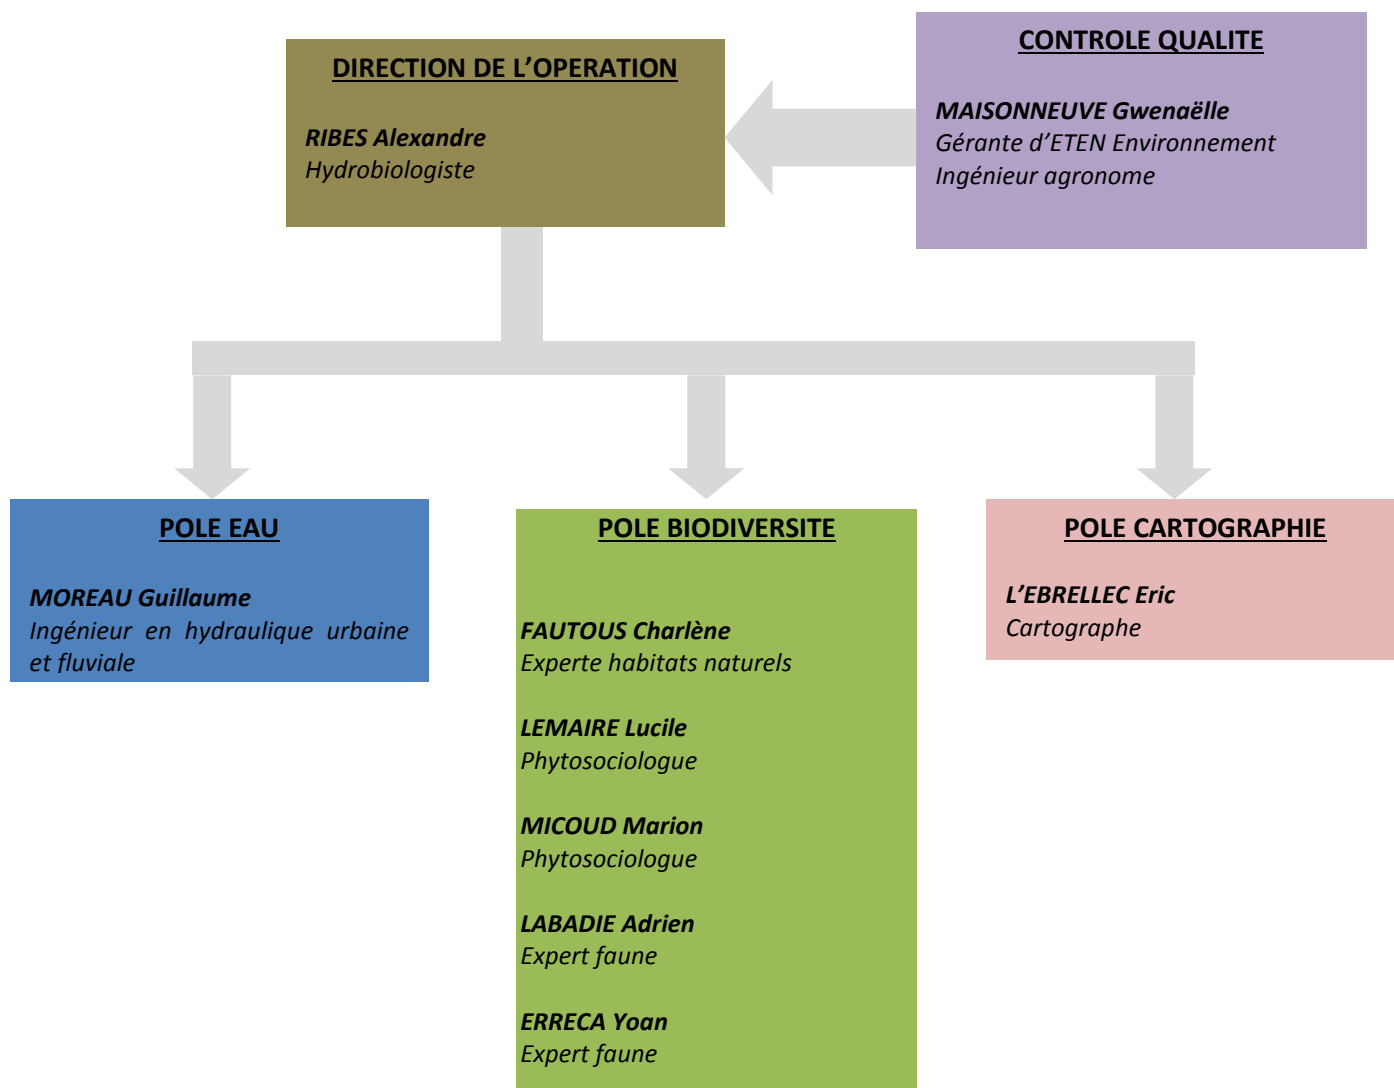 DIRECTION DE L'OPERATION
RIBES Alexandre
Hydrobiologiste
CONTROLE QUALITE
MAISONNEUVE Gwenaëlle
Gérante d'ETEN Environnement
Ingénieur agronome
POLE EAU
MOREAU Guillaume
Ingénieur en hydraulique urbaine
et fluviale
POLE BIODIVERSITE
FAUTOUS Charlène
Experte habitats naturels
LEMAIRE Lucile
Phytosociologue
MICOUD Marion
Phytosociologue
LABADIE Adrien
Expert faune
ERRECA Yoan
Expert faune
POLE CARTOGRAPHIE
L'EBRELLEC Eric
Cartographe